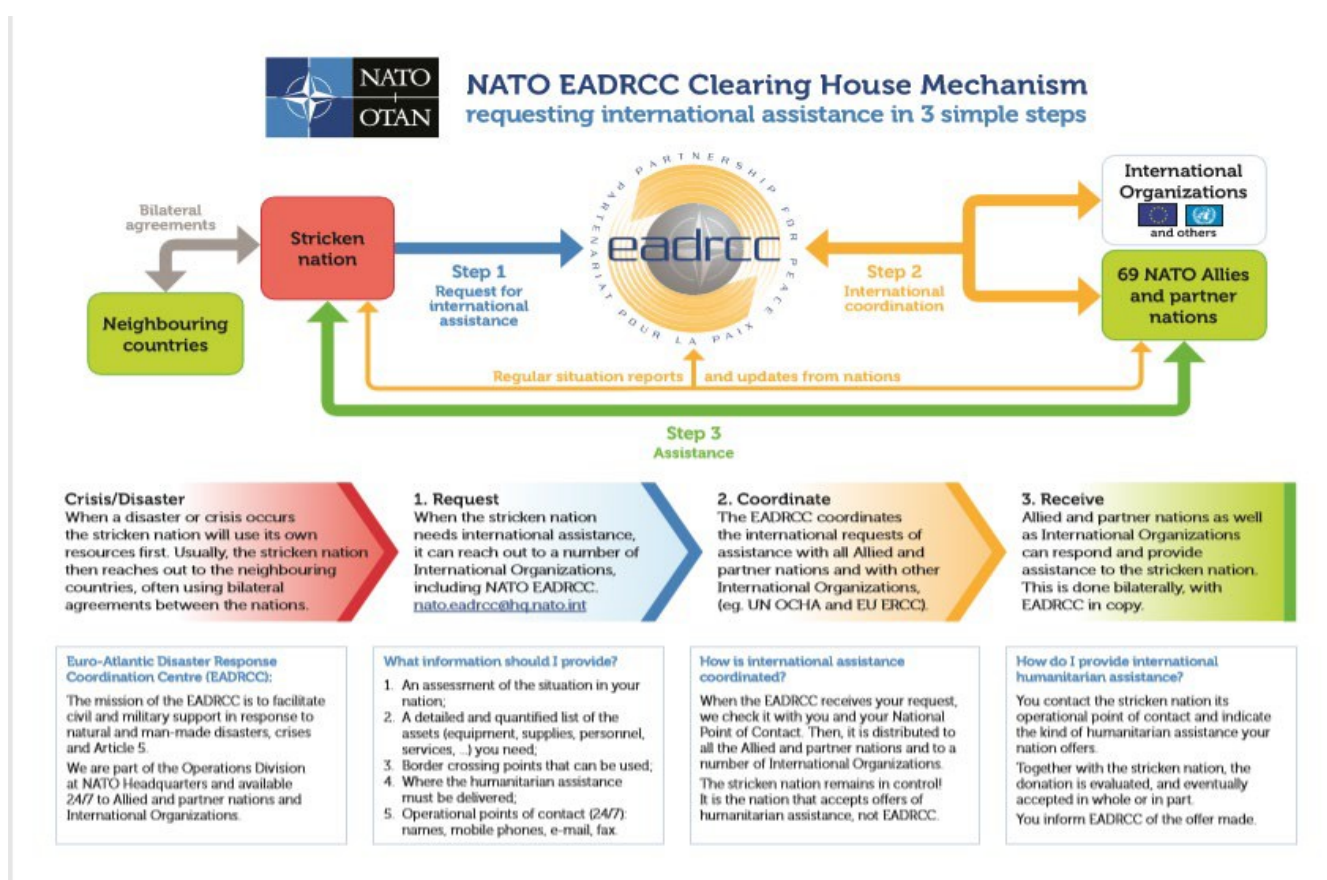 NATO
OTAN
NATO EADRCC Clearing House Mechanism
requesting international assistance in 3 simple steps
Bilateral
agreements
Stricken
nation
Neighbouring
countries
Step 1
Request for
international
assistance
PARTNERSHIP FOR PEACE
PARTENARIAT POUR LA PAIX
eadrcc
Step 2
International
coordination
International
Organizations
and others
69 NATO Allies
and partner
nations
Regular situation reports and updates from nations
Step 3
Assistance
Crisis/Disaster
When a disaster or crisis occurs
the stricken nation will use its own
resources first. Usually, the stricken nation
then reaches out to the neighbouring
countries, often using bilateral
agreements between the nations.
1. Request
When the stricken nation
needs international assistance,
it can reach out to a number of
International Organizations,
including NATO EADRCC.
nato.eadrcc@hq.nato.int
2. Coordinate
The EADRCC coordinates
the international requests of
assistance with all Allied and
partner nations and with other
International Organizations,
(eg. UN OCHA and EU ERCC).
3. Receive
Allied and partner nations as well
as International Organizations
can respond and provide
assistance to the stricken nation.
This is done bilaterally, with
EADRCC in copy.
Euro-Atlantic Disaster Response
Coordination Centre (EADRCC):
The mission of the EADRCC is to facilitate
civil and military support in response to
natural and man-made disasters, crises
and Article 5.
We are part of the Operations Division
at NATO Headquarters and available
24/7 to Allied and partner nations and
International Organizations.
What information should I provide?
1. An assessment of the situation in your
nation;
2. A detailed and quantified list of the
assets (equipment, supplies, personnel,
services, ...) you need;
3. Border crossing points that can be used;
4. Where the humanitarian assistance
must be delivered;
5. Operational points of contact (24/7):
names, mobile phones, e-mail, fax.
How is international assistance
coordinated?
When the EADRCC receives your request,
we check it with you and your National
Point of Contact. Then, it is distributed to
all the Allied and partner nations and to a
number of International Organizations.
The stricken nation remains in control!
It is the nation that accepts offers of
humanitarian assistance, not EADRCC.
How do I provide international
humanitarian assistance?
You contact the stricken nation its
operational point of contact and indicate
the kind of humanitarian assistance your
nation offers.
Together with the stricken nation, the
donation is evaluated, and eventually
accepted in whole or in part.
You inform EADRCC of the offer made.